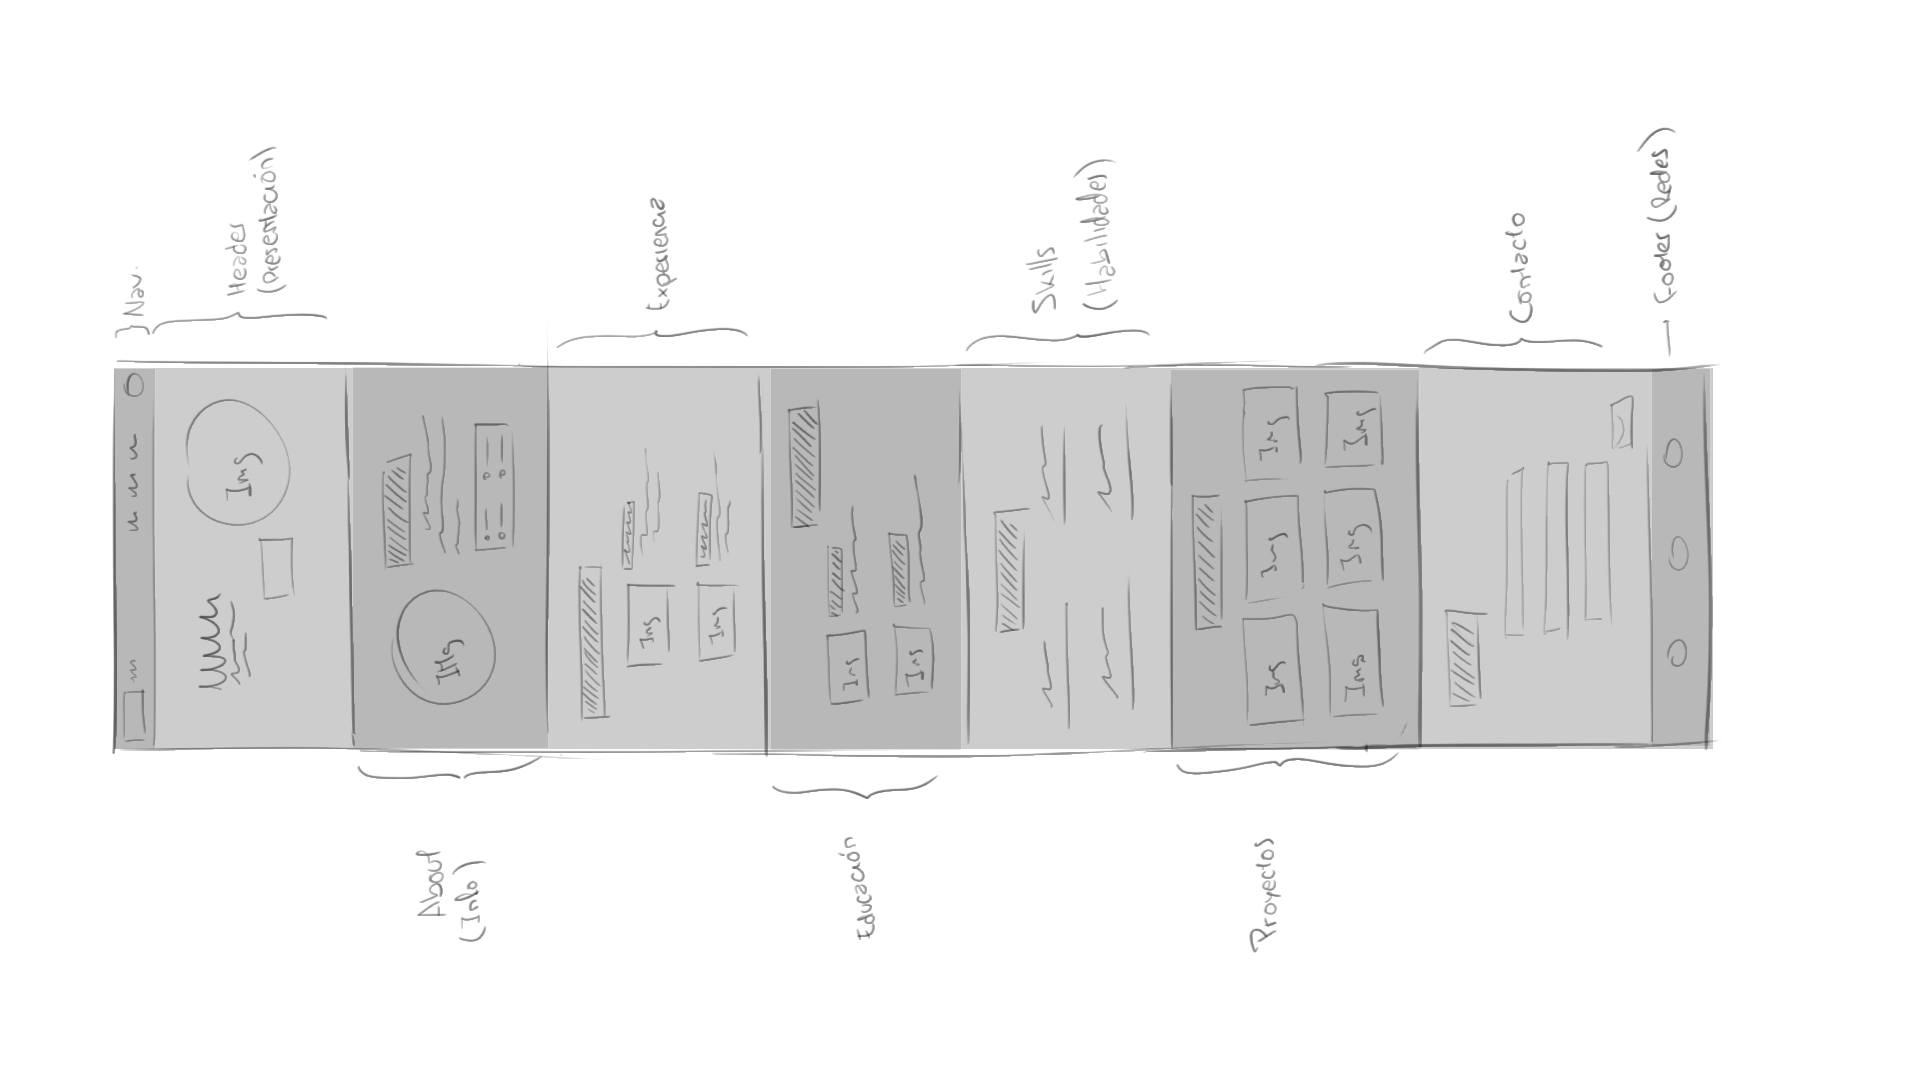 Nav.
Header
(presentación)
Img
About
(Info)
Img
Experiencia
Img
Img
Educación
Img
Img
Skills
(Habilidades)
Proyectos
Img
Img
Img
Img
Img
Img
Contacto
Footer (Redes)